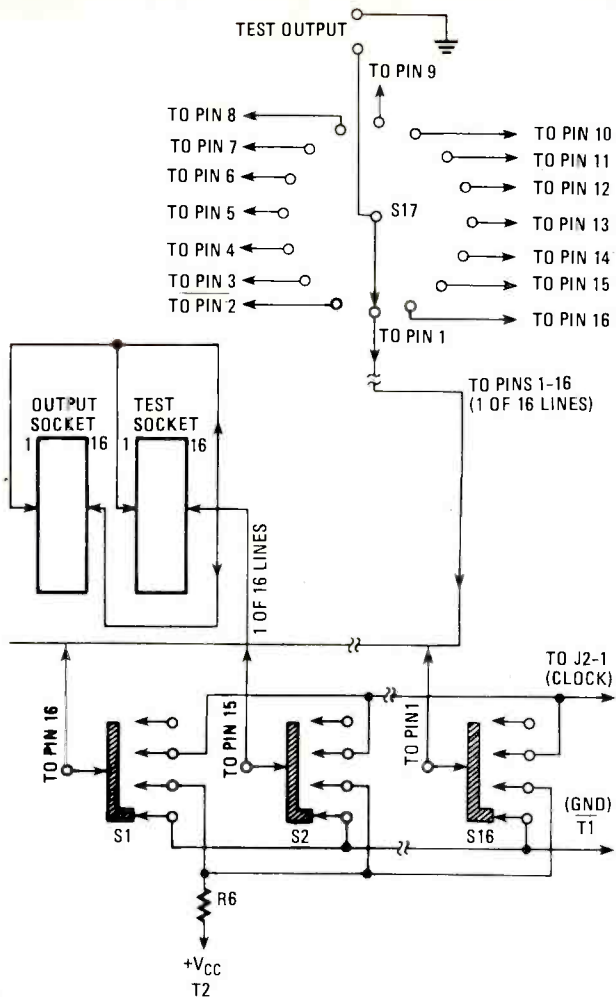 TEST OUTPUT
TO PIN 9
TO PIN 8
TO PIN 10
TO PIN 7
TO PIN 11
TO PIN 6
TO PIN 12
TO PIN 5
S17
TO PIN 13
TO PIN 4
TO PIN 14
TO PIN 3
TO PIN 15
TO PIN 2
TO PIN 16
TO PIN 1
TO PINS 1-16
(1 OF 16 LINES)
OUTPUT
SOCKET
1 16
TEST
SOCKET
1 16
1 OF 16 LINES
TO J2-1
(CLOCK)
TO PIN 16
TO PIN 15
TO PIN1
S1
S2
S16
(GND)
T1
R6
+VCC
T2